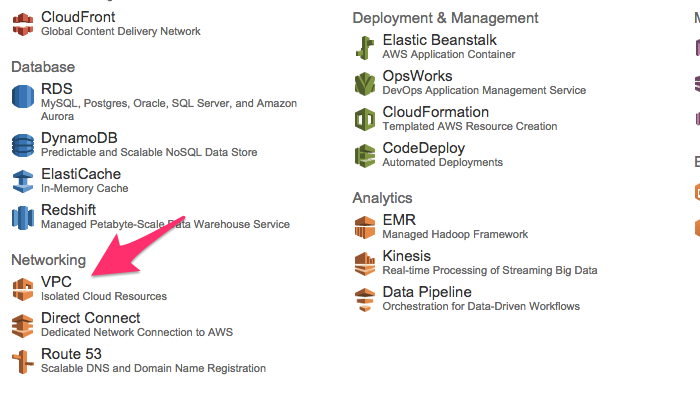 CloudFront
Global Content Delivery Network
Database
RDS
MySQL, Postgres, Oracle, SQL Server, and Amazon
Aurora
DynamoDB
Predictable and Scalable NoSQL Data Store
ElastiCache
In-Memory Cache
Redshift
Managed Petabyte-Scale Data Warehouse Service
Networking
VPC
Isolated Cloud Resources
Direct Connect
Dedicated Network Connection to AWS
Route 53
Scalable DNS and Domain Name Registration
Deployment & Management
Elastic Beanstalk
AWS Application Container
OpsWorks
DevOps Application Management Service
CloudFormation
Templated AWS Resource Creation
CodeDeploy
Automated Deployments
Analytics
EMR
Managed Hadoop Framework
Kinesis
Real-time Processing of Streaming Big Data
Data Pipeline
Orchestration for Data-Driven Workflows